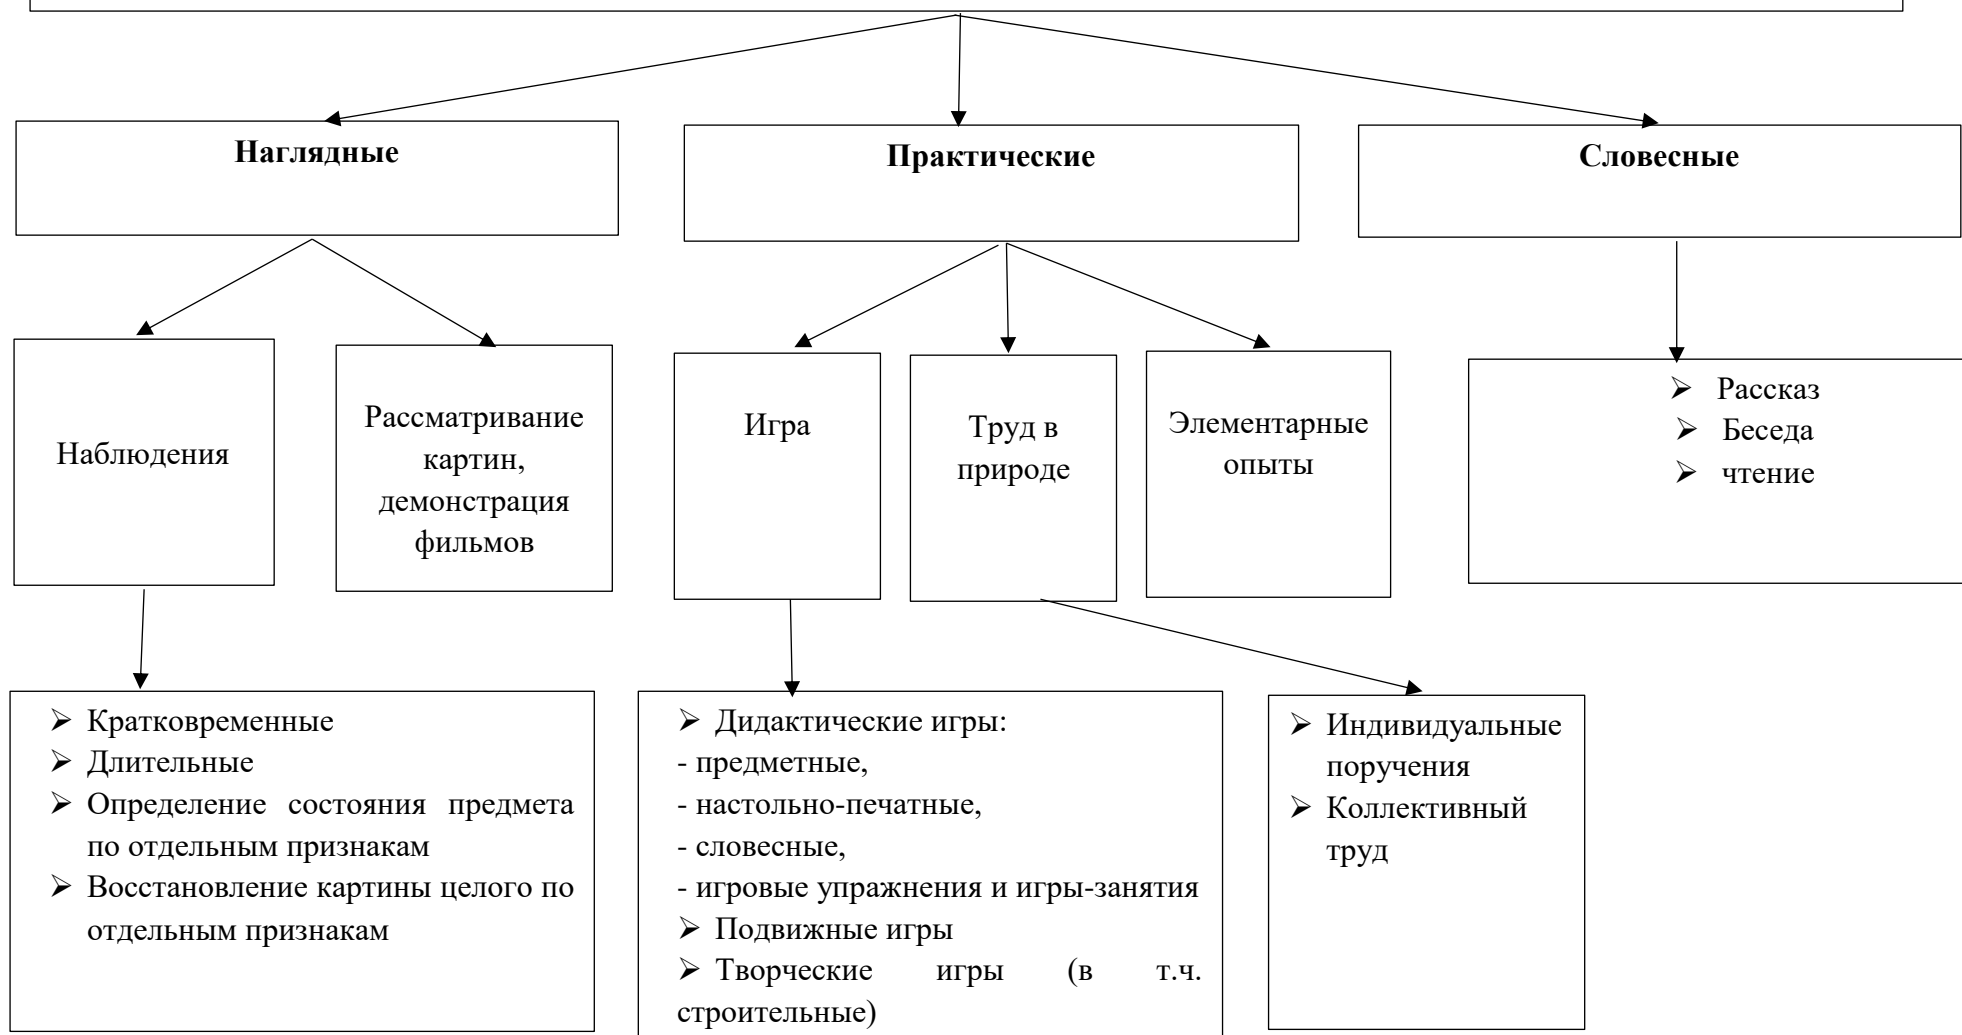 Наглядные
Практические
Словесные
Наблюдения
Рассматривание
картин,
демонстрация
фильмов
Игра
Труд в
природе
Элементарные
опыты
➢ Рассказ
➢ Беседа
➢ чтение
➢ Кратковременные
➢ Длительные
➢ Определение состояния предмета
по отдельным признакам
➢ Восстановление картины целого по
отдельным признакам
➢ Дидактические игры:
- предметные,
- настольно-печатные,
- словесные,
- игровые упражнения и игры-занятия
➢ Подвижные игры
➢ Творческие игры (в т.ч.
строительные)
➢ Индивидуальные
поручения
➢ Коллективный
труд